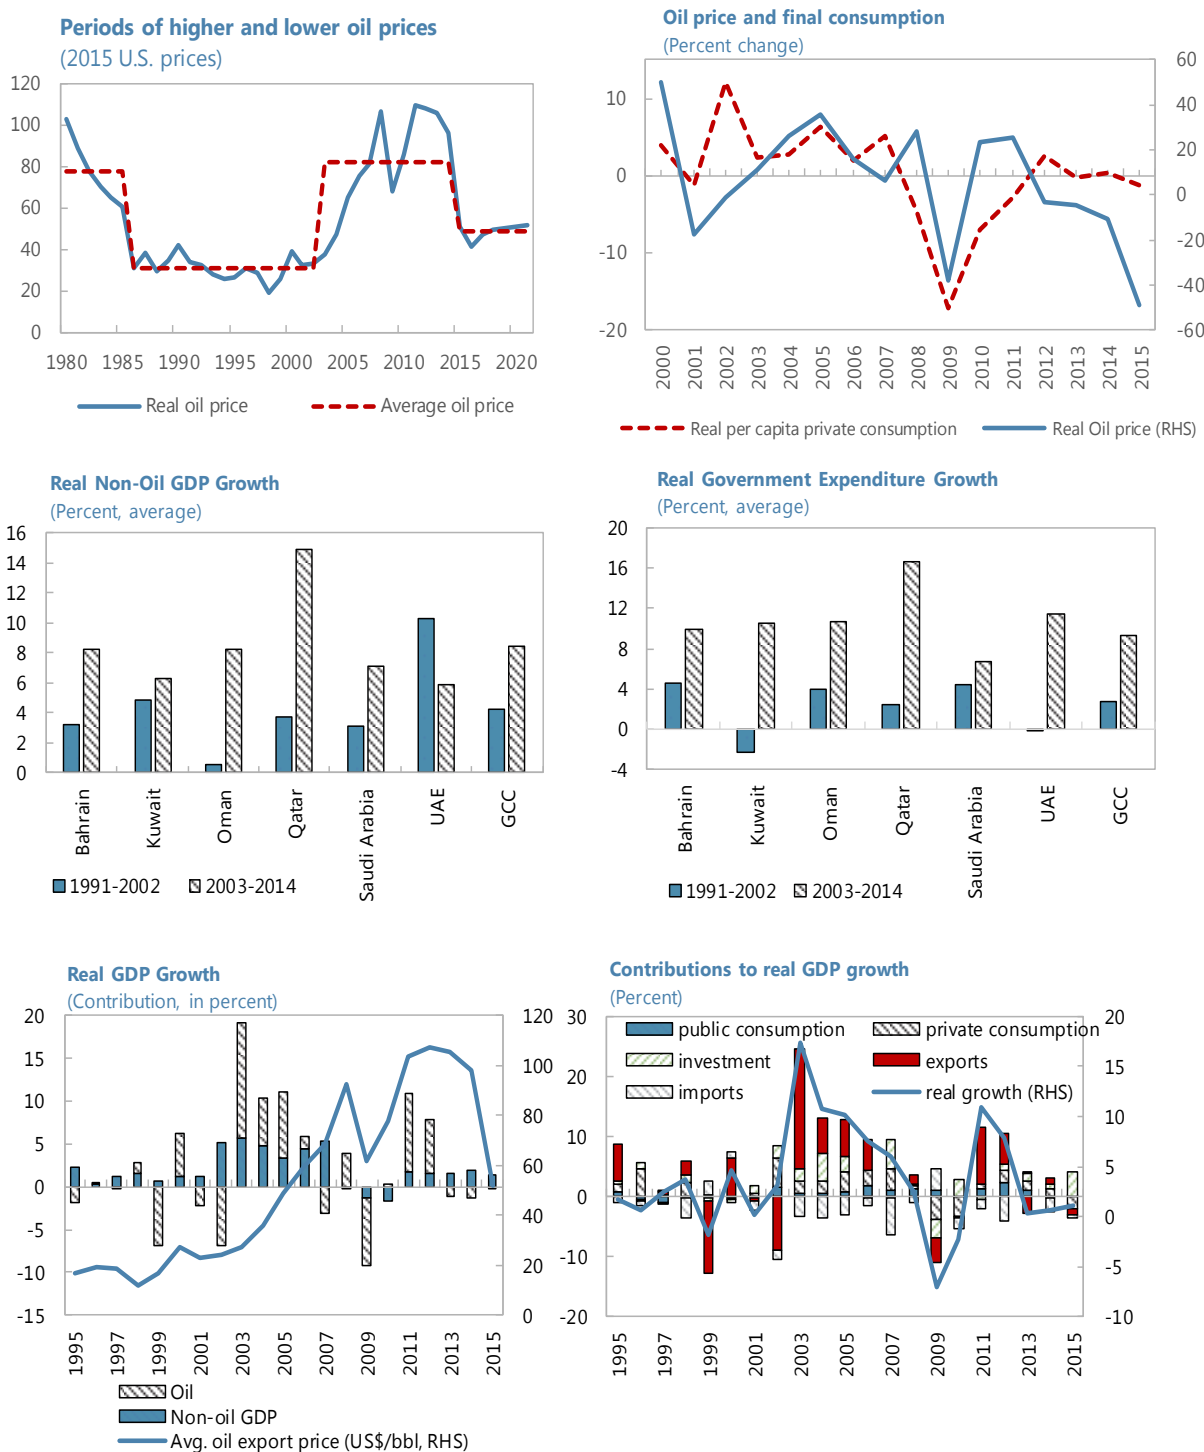 Periods of higher and lower oil prices
(2015 U.S. prices)
120
100
80
60
40
20
0
1980 1985 1990 1995 2000 2005 2010 2015 2020
Real oil price Average oil price
Oil price and final consumption
(Percent change)
10
0
-10
-20
60
40
20
0
-20
-40
-60
2000 2001 2002 2003 2004 2005 2006 2007 2008 2009 2010 2011 2012 2013 2014 2015
Real per capita private consumption Real Oil price (RHS)
Real Non-Oil GDP Growth
(Percent, average)
16
14
12
10
8
6
4
2
0
Bahrain Kuwait Oman Qatar Saudi Arabia UAE GCC
1991-2002 2003-2014
Real Government Expenditure Growth
(Percent, average)
20
16
12
8
4
0
-4
Bahrain Kuwait Oman Qatar Saudi Arabia UAE GCC
1991-2002 2003-2014
Real GDP Growth
(Contribution, in percent)
20
15
10
5
0
-5
-10
-15
120
100
80
60
40
20
0
1995 1997 1999 2001 2003 2005 2007 2009 2011 2013 2015
Oil
Non-oil GDP
Avg. oil export price (US$/bbl, RHS)
Contributions to real GDP growth
(Percent)
30
20
10
0
-10
-20
20
15
10
5
0
-5
-10
public consumption private consumption
investment exports
imports real growth (RHS)
1995 1997 1999 2001 2003 2005 2007 2009 2011 2013 2015